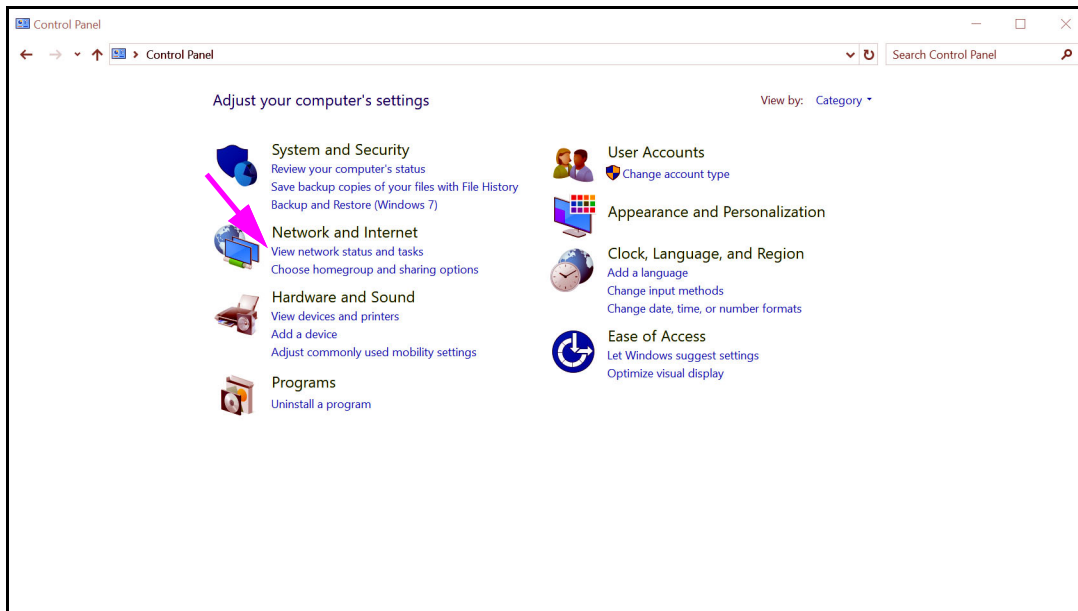 Control Panel
Control Panel
Search Control Panel
Adjust your computer's settings
View by: Category
System and Security
Review your computer's status
Save backup copies of your files with File History
Backup and Restore (Windows 7)
Network and Internet
View network status and tasks
Choose homegroup and sharing options
Hardware and Sound
View devices and printers
Add a device
Adjust commonly used mobility settings
Programs
Uninstall a program
User Accounts
Change account type
Appearance and Personalization
Clock, Language, and Region
Add a language
Change input methods
Change date, time, or number formats
Ease of Access
Let Windows suggest settings
Optimize visual display